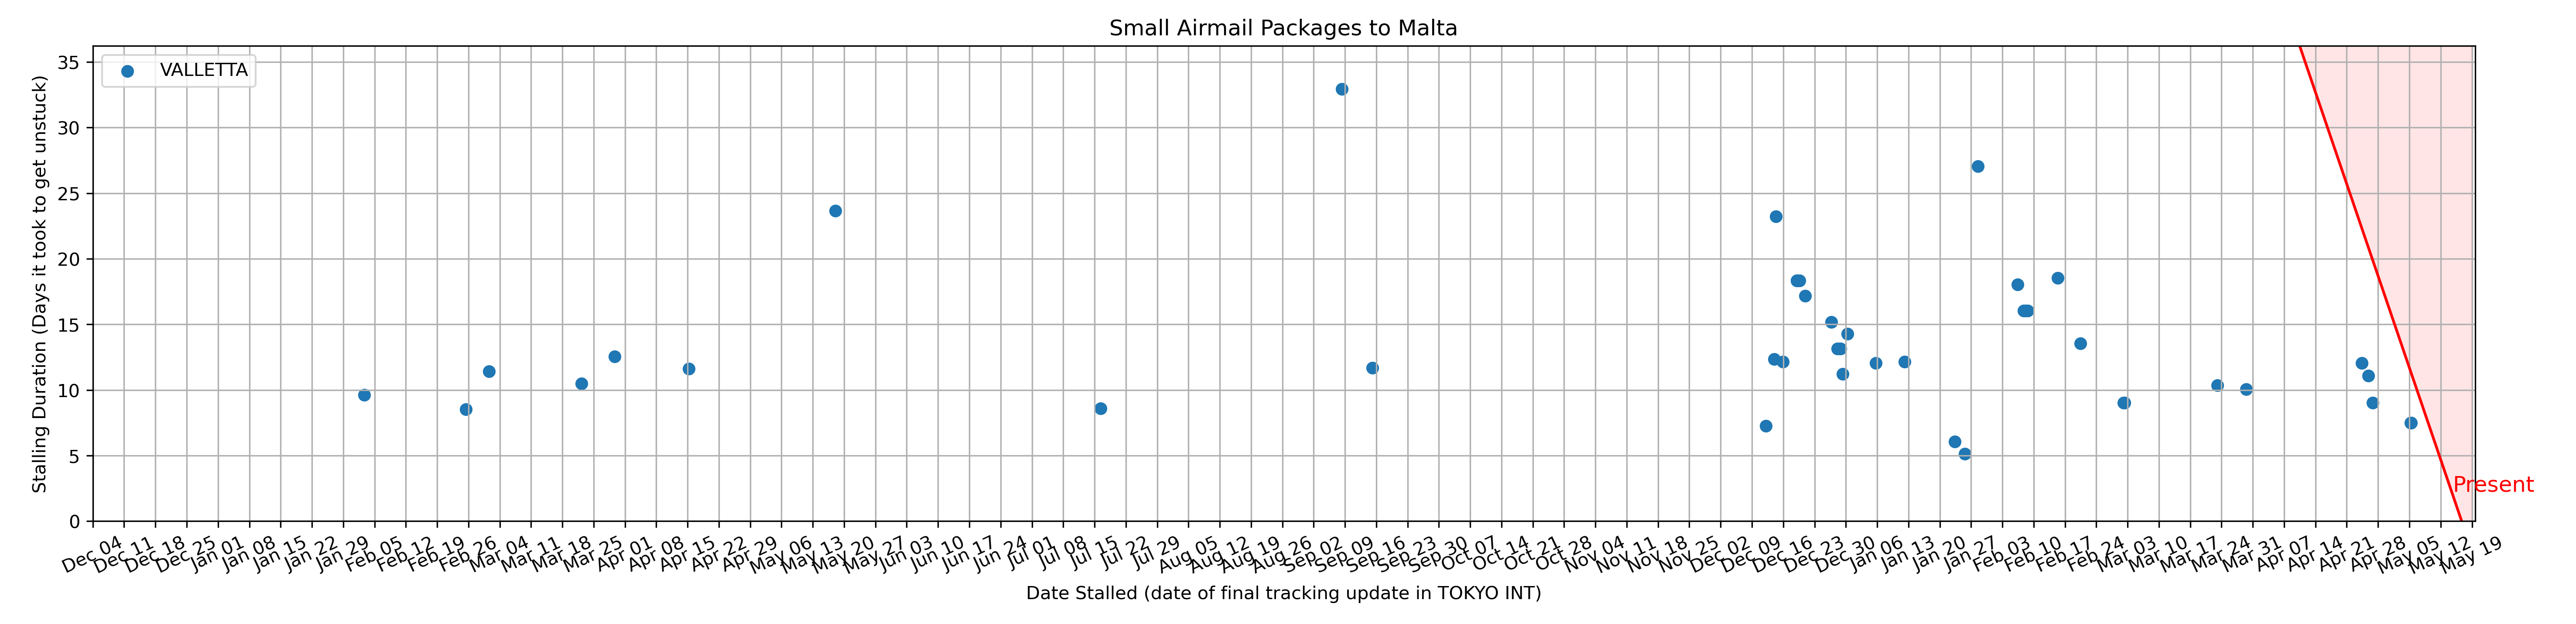 Small Airmail Packages to Malta
VALLETTA
Stalling Duration (Days it took to get unstuck)
35
30
25
20
15
10
5
0
Present
Dec 04
Dec 11
Dec 18
Dec 25
Jan 01
Jan 08
Jan 15
Jan 22
Jan 29
Feb 05
Feb 12
Feb 19
Feb 26
Mar 04
Mar 11
Mar 18
Mar 25
Apr 01
Apr 08
Apr 15
Apr 22
Apr 29
May 06
May 13
May 20
May 27
Jun 03
Jun 10
Jun 17
Jun 24
Jul 01
Jul 08
Jul 15
Jul 22
Jul 29
Aug 05
Aug 12
Aug 19
Aug 26
Sep 02
Sep 09
Sep 16
Sep 23
Sep 30
Oct 07
Oct 14
Oct 21
Oct 28
Nov 04
Nov 11
Nov 18
Nov 25
Dec 02
Dec 09
Dec 16
Dec 23
Dec 30
Jan 06
Jan 13
Jan 20
Jan 27
Feb 03
Feb 10
Feb 17
Feb 24
Mar 03
Mar 10
Mar 17
Mar 24
Mar 31
Apr 07
Apr 14
Apr 21
Apr 28
May 05
May 12
May 19
Date Stalled (date of final tracking update in TOKYO INT)